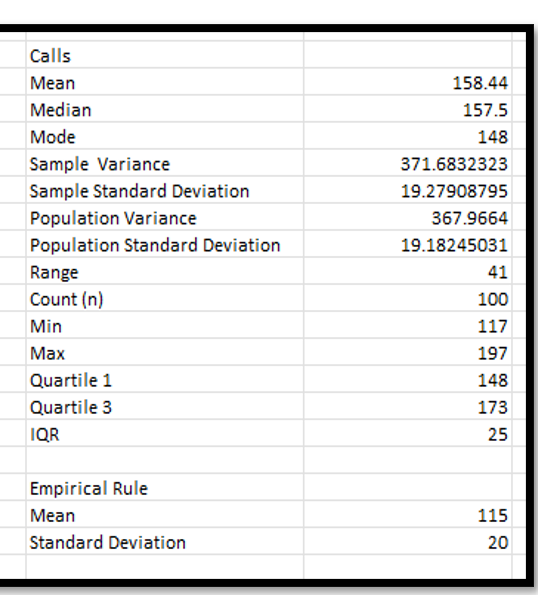 Calls
Mean 158.44
Median 157.5
Mode 148
Sample  Variance 371.6832323
Sample Standard Deviation 19.27908795
Population Variance 367.9664
Population Standard Deviation 19.18245031
Range 41
Count (n) 100
Min 117
Max 197
Quartile 1 148
Quartile 3 173
IQR 25
Empirical Rule
Mean 115
Standard Deviation 20